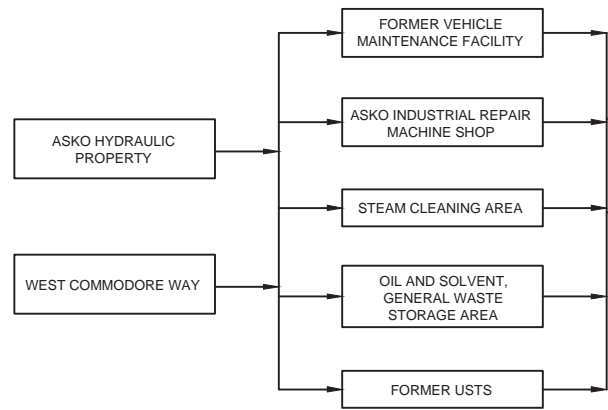 ASKO HYDRAULIC
PROPERTY
WEST COMMODORE WAY
FORMER VEHICLE
MAINTENANCE FACILITY
ASKO INDUSTRIAL REPAIR
MACHINE SHOP
STEAM CLEANING AREA
OIL AND SOLVENT,
GENERAL WASTE
STORAGE AREA
FORMER USTS